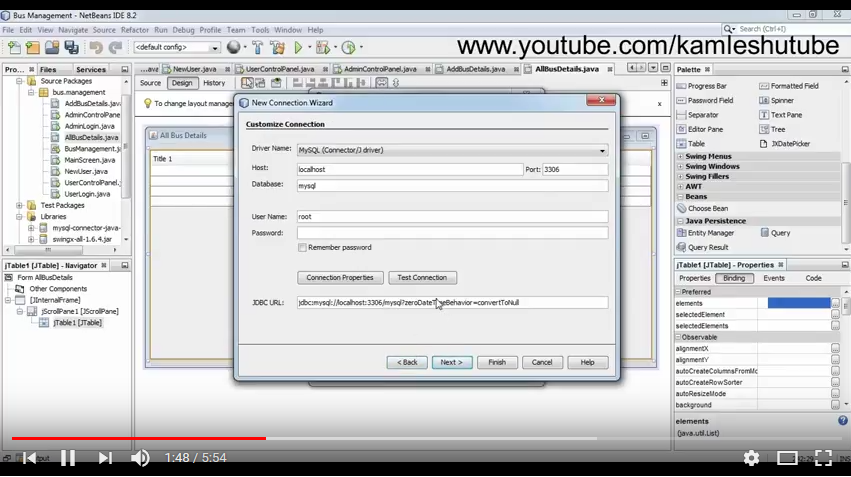 Bus Management - NetBeans IDE 8.2
File Edit View Navigate Source Refactor Run Debug Profile Team Tools Window Help
Search (Ctrl+I)
<default config>
www.youtube.com/kamleshutube
Files Services
NewUser.java UserControlPanel.java AdminControlPanel.java AddBusDetails.java AllBusDetails.java
Palette
Source Packages
bus.management
AddBusDetails.java
AdminControlPanel.
AdminLogin.java
AllBusDetails.java
BusManagement.
MainScreen.java
NewUser.java
UserControlPanel.
UserLogin.java
Test Packages
Libraries
mysql-connector-java-
swingx-all-1.6.4.jar
Source Design History
To change layout manager
All Bus Details
Title 1
New Connection Wizard
Customize Connection
Driver Name: MySQL (Connector/J driver)
Host: localhost Port: 3306
Database: mysql
User Name: root
Password:
Remember password
Connection Properties Test Connection
JDBC URL: jdbc:mysql://localhost:3306/mysql?zeroDateTimeBehavior=convertToNull
< Back Next > Finish Cancel Help
Progress Bar Formatted Field
Password Field Spinner
Separator Text Pane
Editor Pane Tree
Table JXDatePicker
Swing Menus
Swing Windows
Swing Fillers
AWT
Beans
Choose Bean
Java Persistence
Entity Manager Query
Query Result
jTable1 [JTable] - Navigator
Form AllBusDetails
Other Components
[JInternalFrame]
jScrollPane1 [JScrollPane]
jTable1 [JTable]
jTable1 [JTable] - Properties
Properties Binding Events Code
Preferred
elements
selectedElement
selectedElements
Observable
alignmentX
alignmentY
autoCreateColumnsFromMo
autoCreateRowSorter
autoResizeMode
background
elements
(java.util.List)
1:48 / 5:54